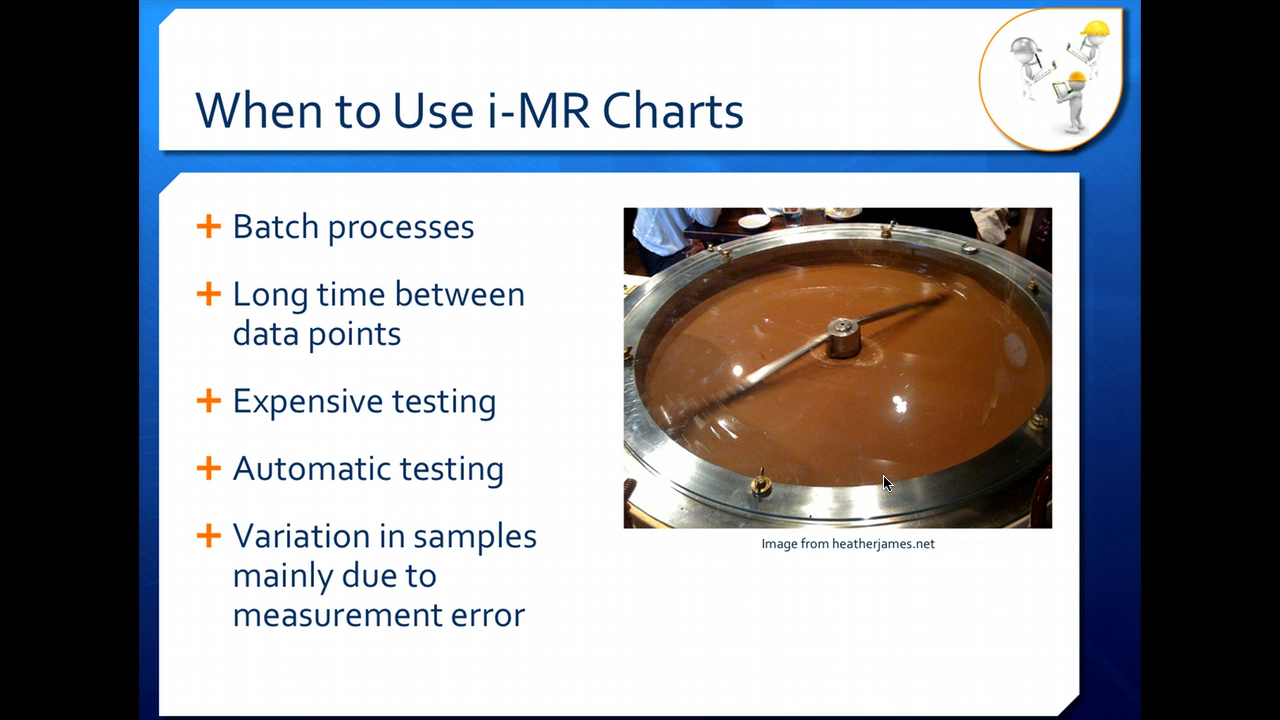 When to Use i-MR Charts
Batch processes
Long time between
data points
Expensive testing
Automatic testing
Variation in samples
mainly due to
measurement error
Image from heatherjames.net